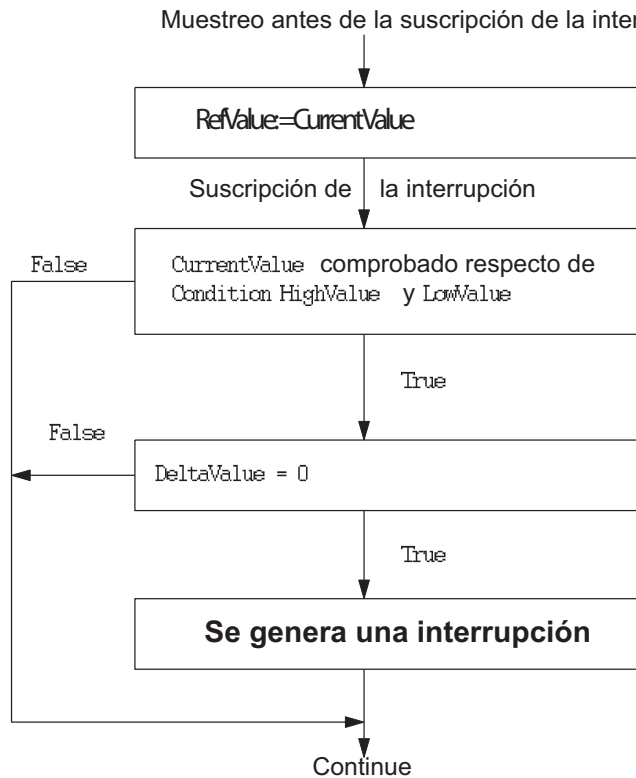 Muestreo antes de la suscripción de la inter
RefValue:=CurrentValue
Suscripción de la interrupción
False
CurrentValue comprobado respecto de
Condition HighValue y LowValue
True
False
DeltaValue = 0
True
Se genera una interrupción
Continue